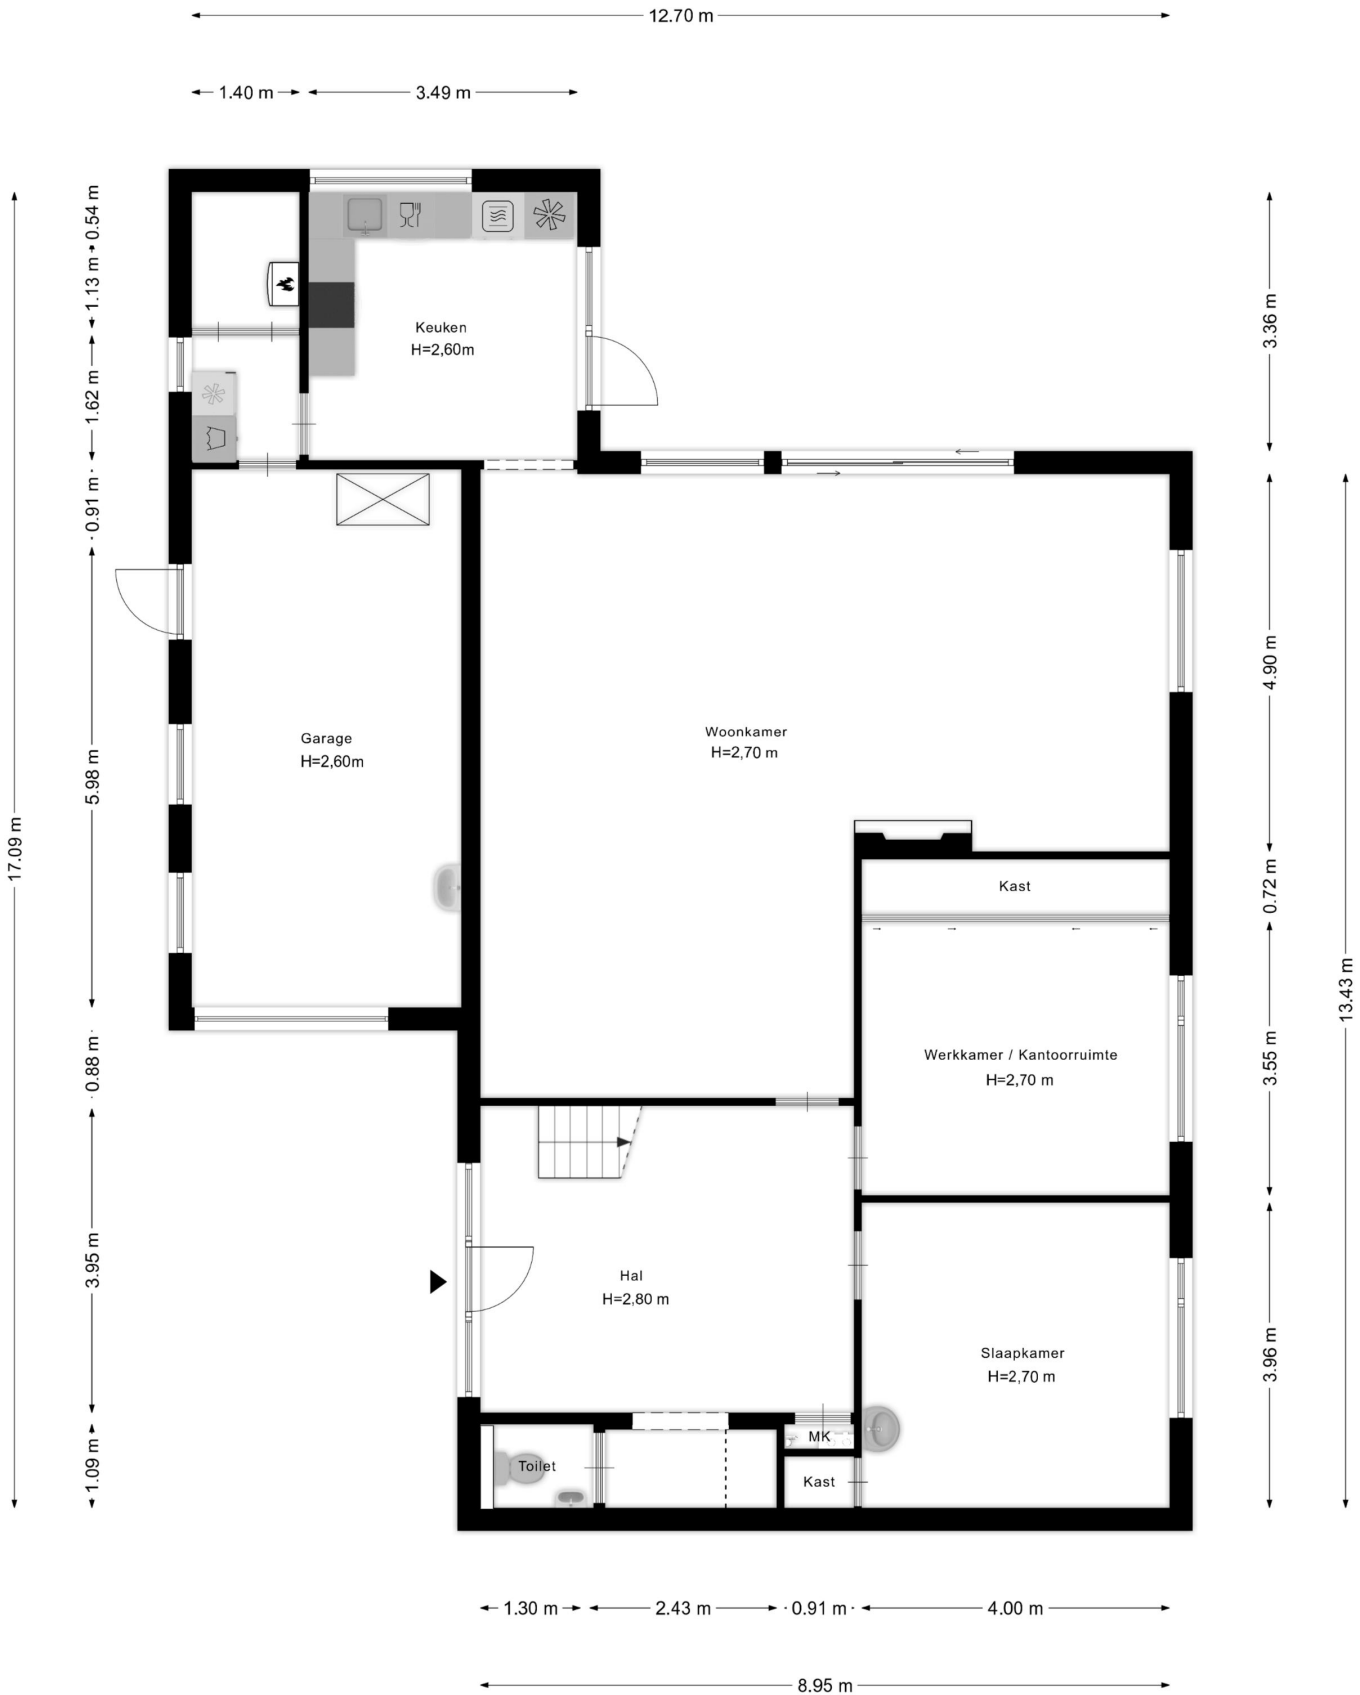 12.70 m
1.40 m
3.49 m
0.54 m
1.13 m
1.62 m
0.91 m
5.98 m
0.88 m
3.95 m
1.09 m
17.09 m
3.36 m
4.90 m
0.72 m
3.55 m
3.96 m
13.43 m
Keuken
H=2,60m
Garage
H=2,60m
Woonkamer
H=2,70 m
Kast
Werkkamer / Kantoorruimte
H=2,70 m
Hal
H=2,80 m
Slaapkamer
H=2,70 m
MK
Toilet
Kast
1.30 m
2.43 m
0.91 m
4.00 m
8.95 m